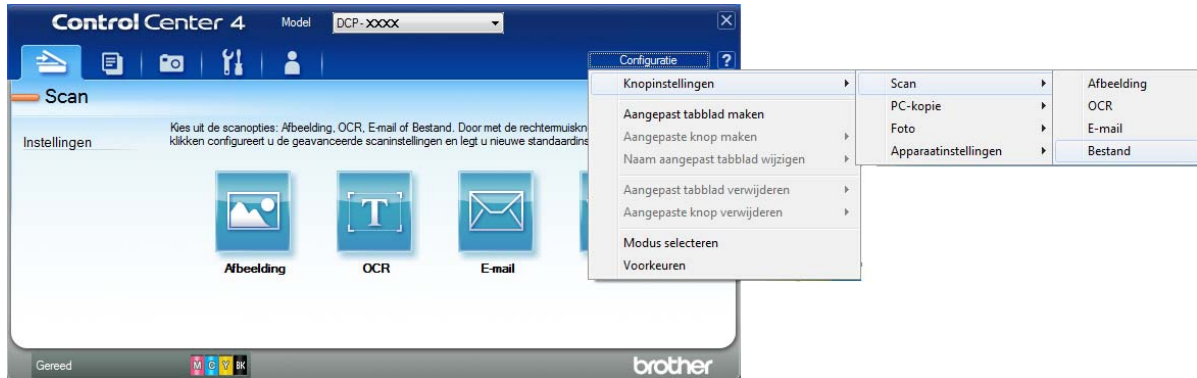 Control Center 4
Model
DCP-XXXX
Configuratie
?
Scan
Instellingen
Kies uit de scanopties: Afbeelding, OCR, E-mail of Bestand. Door met de
klikken configureert u de geavanceerde scaninstellingen en legt u nieuwe
Afbeelding
OCR
E-mail
Knopinstellingen
Aangepast tabblad maken
Aangepaste knop maken
Naam aangepast tabblad wijzigen
Aangepast tabblad verwijderen
Aangepaste knop verwijderen
Modus selecteren
Voorkeuren
Scan
PC-kopie
Foto
Apparaatinstellingen
Afbeelding
OCR
E-mail
Bestand
Gereed
M C Y BK
brother